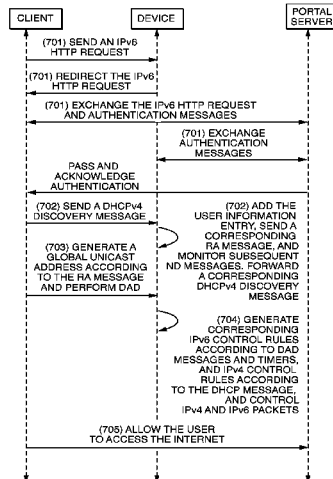 CLIENT
DEVICE
PORTAL
SERVER
(701) SEND AN IPv6
HTTP REQUEST
(701) REDIRECT THE IPv6
HTTP REQUEST
(701) EXCHANGE THE IPv6 HTTP REQUEST
AND AUTHENTICATION MESSAGES
(701) EXCHANGE
AUTHENTICATION
MESSAGES
PASS AND
ACKNOWLEDGE
AUTHENTICATION
(702) SEND A DHCPv4
DISCOVERY MESSAGE
(702) ADD THE
USER INFORMATION
ENTRY, SEND A
CORRESPONDING
RA MESSAGE, AND
MONITOR SUBSEQUENT
ND MESSAGES. FORWARD
A CORRESPONDING
DHCPv4 DISCOVERY
MESSAGE
(703) GENERATE A
GLOBAL UNICAST
ADDRESS ACCORDING
TO THE RA MESSAGE
AND PERFORM DAD
(704) GENERATE
CORRESPONDING
IPv6 CONTROL RULES
ACCORDING TO DAD
MESSAGES AND TIMERS,
AND IPv4 CONTROL
RULES ACCORDING
TO THE DHCP MESSAGE,
AND CONTROL
IPv4 AND IPv6 PACKETS
(705) ALLOW THE USER
TO ACCESS THE INTERNET